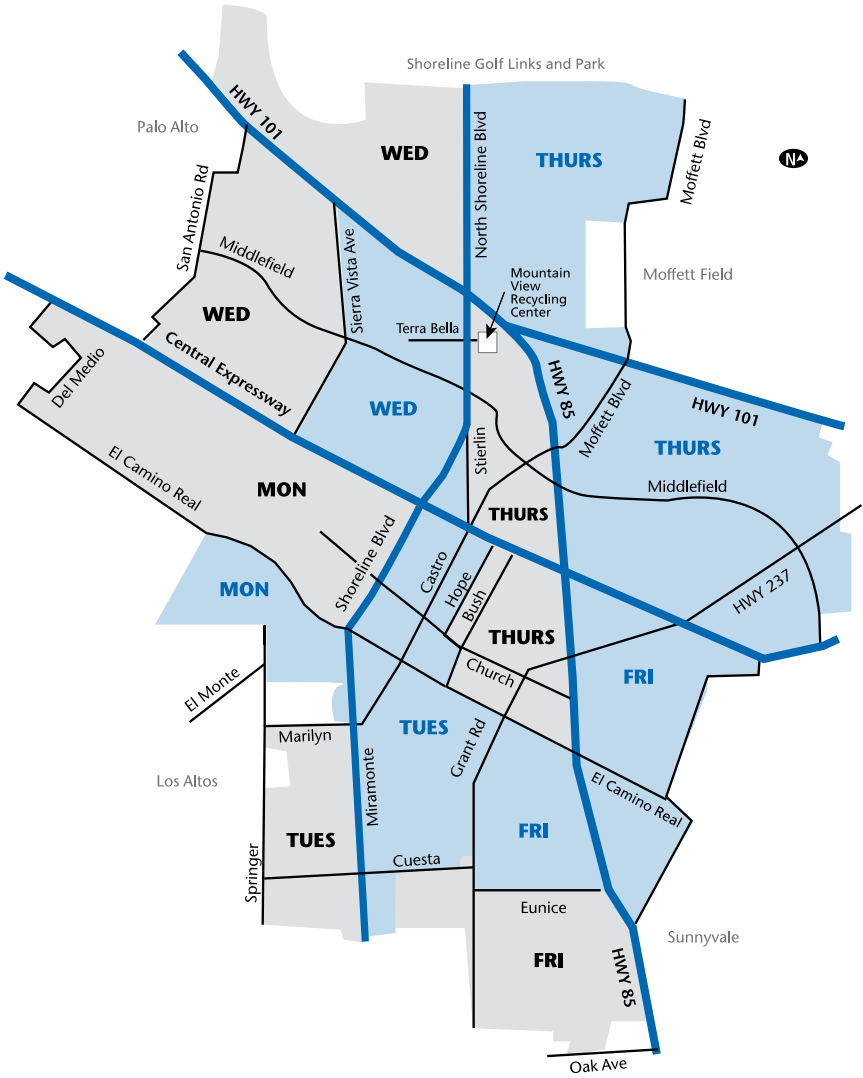 Shoreline Golf Links and Park
HWY 101
Palo Alto
WED
North Shoreline Blvd
THURS
Moffett Blvd
N
San Antonio Rd
Middlefield
Sierra Vista Ave
Mountain
View
Recycling
Center
Moffett Field
WED
Terra Bella
Central Expressway
Del Medio
WED
HWY 85
Moffett Blvd
HWY 101
THURS
El Camino Real
Stierlin
MON
Middlefield
THURS
Shoreline Blvd
Castro
Hope
Bush
MON
HWY 237
THURS
Church
FRI
El Monte
Marilyn
TUES
Grant Rd
Los Altos
Miramonte
El Camino Real
TUES
FRI
Springer
Cuesta
Eunice
Sunnyvale
FRI
HWY 85
Oak Ave